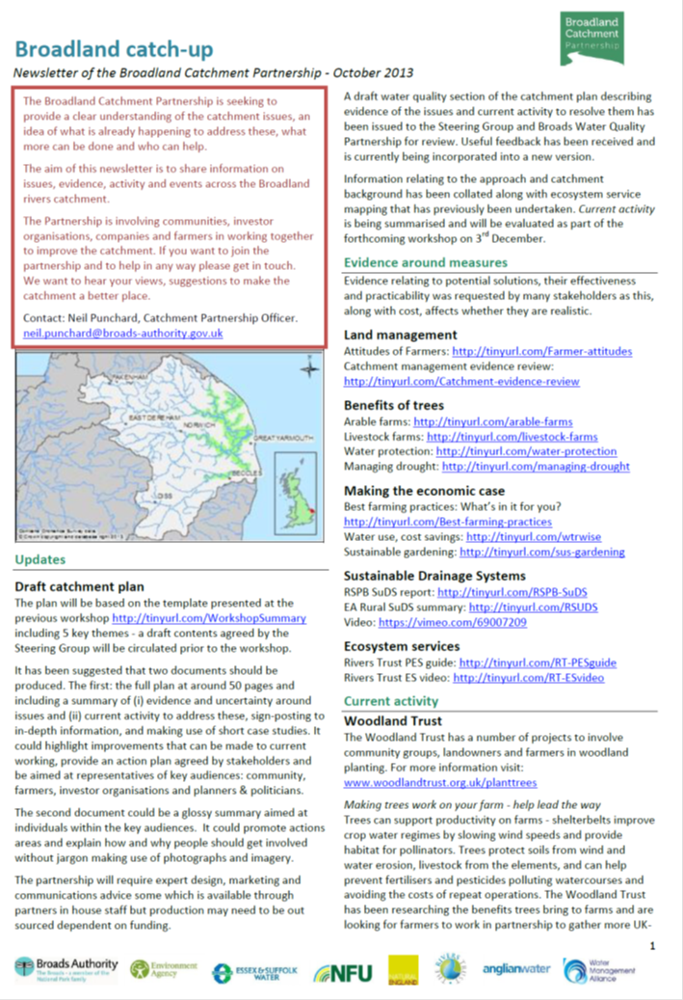 Broadland catch-up
Newsletter of the Broadland Catchment Partnership - October 2013
Broadland
Catchment
Partnership
The Broadland Catchment Partnership is seeking to
provide a clear understanding of the catchment issues, an
idea of what is already happening to address these, what
more can be done and who can help.
The aim of this newsletter is to share information on
issues, evidence, activity and events across the Broadland
rivers catchment.
The Partnership is involving communities, investor
organisations, companies and farmers in working together
to improve the catchment. If you want to join the
partnership and to help in any way please get in touch.
We want to hear your views, suggestions to make the
catchment a better place.
Contact: Neil Punchard, Catchment Partnership Officer.
neil.punchard@broads-authority.gov.uk
FAKENHAM
EAST DEREHAM
NORWICH
GREAT YARMOUTH
BECCLES
DISS
Updates
Draft catchment plan
The plan will be based on the template presented at the
previous workshop http://tinyurl.com/WorkshopSummary
including 5 key themes - a draft contents agreed by the
Steering Group will be circulated prior to the workshop.
It has been suggested that two documents should be
produced. The first: the full plan at around 50 pages and
including a summary of (i) evidence and uncertainty around
issues and (ii) current activity to address these, sign-posting to
in-depth information, and making use of short case studies. It
could highlight improvements that can be made to current
working, provide an action plan agreed by stakeholders and
be aimed at representatives of key audiences: community,
farmers, investor organisations and planners & politicians.
The second document could be a glossy summary aimed at
individuals within the key audiences. It could promote actions
areas and explain how and why people should get involved
without jargon making use of photographs and imagery.
The partnership will require expert design, marketing and
communications advice some which is available through
partners in house staff but production may need to be out
sourced dependent on funding.
A draft water quality section of the catchment plan describing
evidence of the issues and current activity to resolve them has
been issued to the Steering Group and Broads Water Quality
Partnership for review. Useful feedback has been received and
is currently being incorporated into a new version.
Information relating to the approach and catchment
background has been collated along with ecosystem service
mapping that has previously been undertaken. Current activity
is being summarised and will be evaluated as part of the
forthcoming workshop on 3rd December.
Evidence around measures
Evidence relating to potential solutions, their effectiveness
and practicability was requested by many stakeholders as this,
along with cost, affects whether they are realistic.
Land management
Attitudes of Farmers: http://tinyurl.com/Farmer-attitudes
Catchment management evidence review:
http://tinyurl.com/Catchment-evidence-review
Benefits of trees
Arable farms: http://tinyurl.com/arable-farms
Livestock farms: http://tinyurl.com/livestock-farms
Water protection: http://tinyurl.com/water-protection
Managing drought: http://tinyurl.com/managing-drought
Making the economic case
Best farming practices: What's in it for you?
http://tinyurl.com/Best-farming-practices
Water use, cost savings: http://tinyurl.com/wtrwise
Sustainable gardening: http://tinyurl.com/sus-gardening
Sustainable Drainage Systems
RSPB SuDS report: http://tinyurl.com/RSPB-SuDS
EA Rural SuDS summary: http://tinyurl.com/RSUDS
Video: https://vimeo.com/69007209
Ecosystem services
Rivers Trust PES guide: http://tinyurl.com/RT-PESguide
Rivers Trust ES video: http://tinyurl.com/RT-ESvideo
Current activity
Woodland Trust
The Woodland Trust has a number of projects to involve
community groups, landowners and farmers in woodland
planting. For more information visit:
www.woodlandtrust.org.uk/planttrees
Making trees work on your farm - help lead the way
Trees can support productivity on farms - shelterbelts improve
crop water regimes by slowing wind speeds and provide
habitat for pollinators. Trees protect soils from wind and
water erosion, livestock from the elements, and can help
prevent fertilisers and pesticides polluting watercourses and
avoiding the costs of repeat operations. The Woodland Trust
has been researching the benefits trees bring to farms and are
looking for farmers to work in partnership to gather more UK-
1
Broads Authority
The Broads - a member of the
National Park family
Environment
Agency
ESSEX & SUFFOLK
WATER
NFU
NATURAL
ENGLAND
anglianwater
Water
Management
Alliance